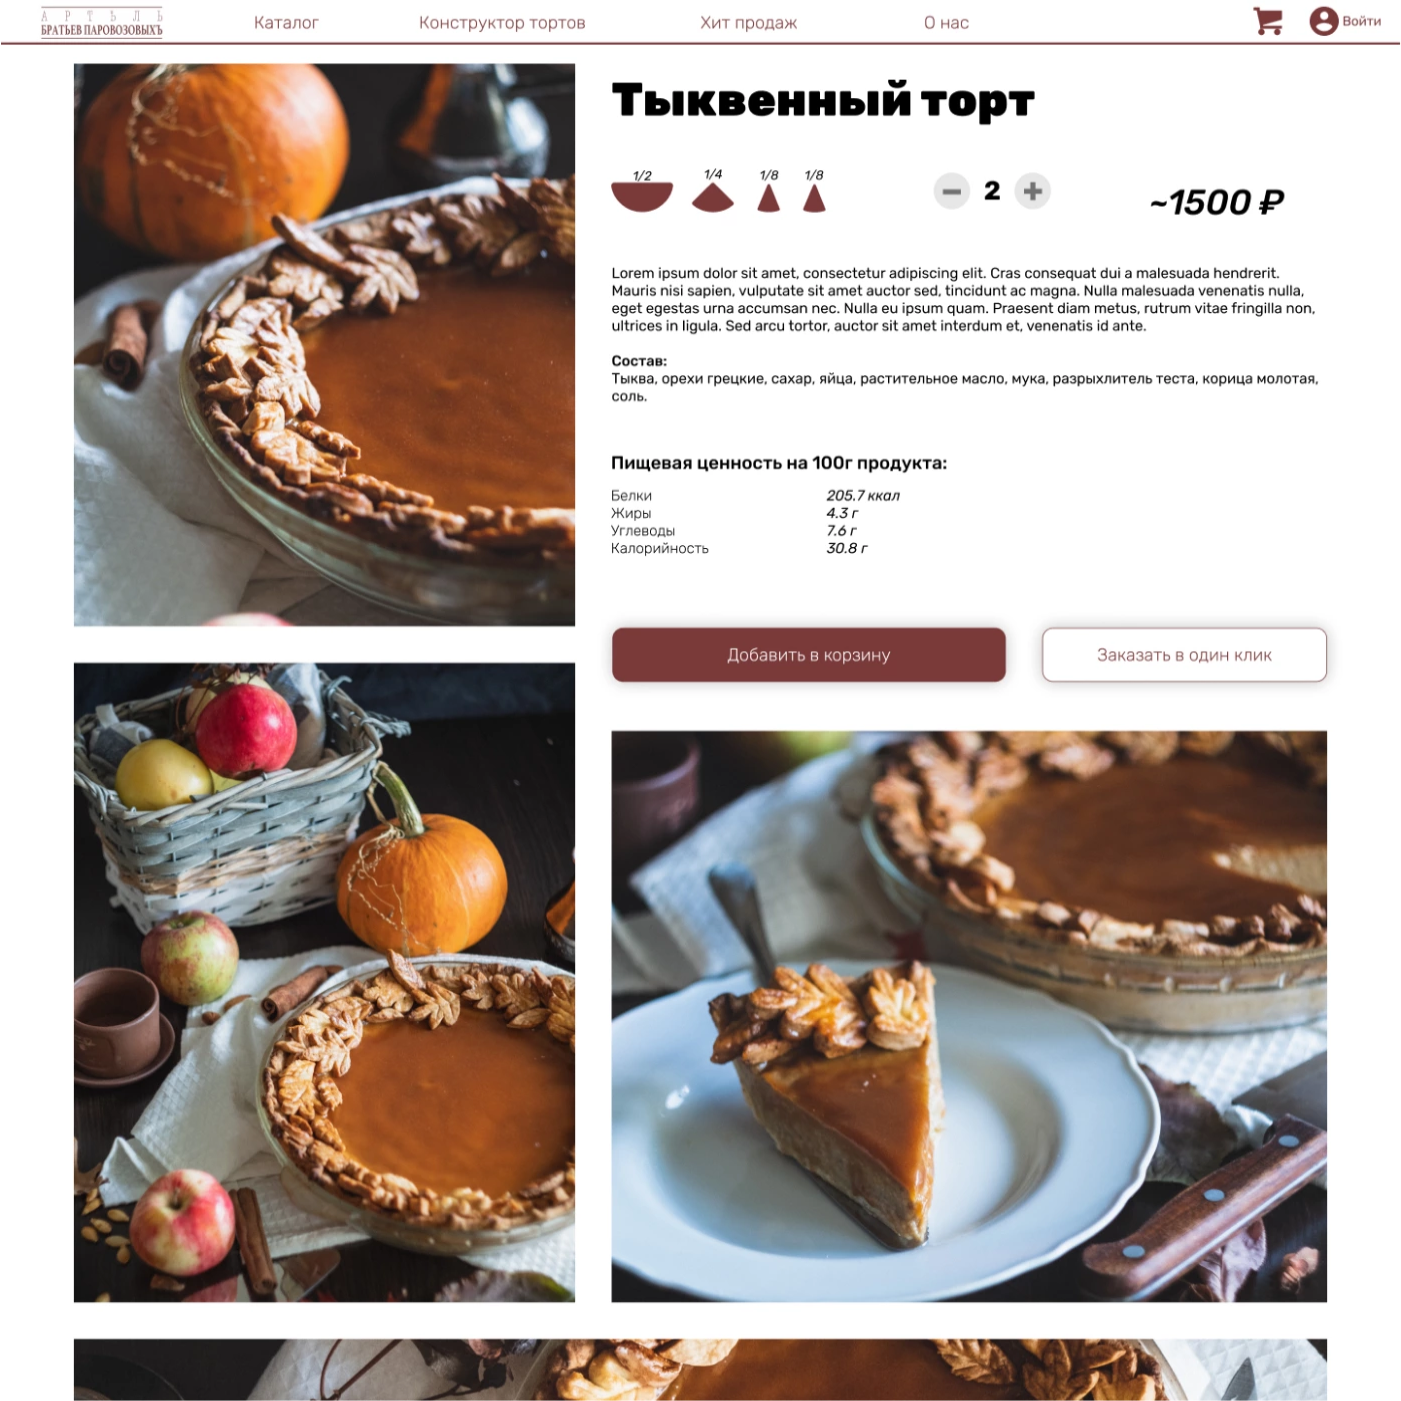 АРТЪЛЬ
БРАТЬЕВ ПАРОВОЗОВЫХЪ
Каталог
Конструктор тортов
Хит продаж
О нас
Войти
Тыквенный торт
1/2
1/4
1/8
1/8
2
~1500 ₽
Lorem ipsum dolor sit amet, consectetur adipiscing elit. Cras consequat dui a malesuada hendrerit.
Mauris nisi sapien, vulputate sit amet auctor sed, tincidunt ac magna. Nulla malesuada venenatis nulla,
eget egestas urna accumsan nec. Nulla eu ipsum quam. Praesent diam metus, rutrum vitae fringilla non,
ultrices in ligula. Sed arcu tortor, auctor sit amet interdum et, venenatis id ante.
Состав:
Тыква, орехи грецкие, сахар, яйца, растительное масло, мука, разрыхлитель теста, корица молотая,
соль.
Пищевая ценность на 100г продукта:
Белки 205.7 ккал
Жиры 4.3 г
Углеводы 7.6 г
Калорийность 30.8 г
Добавить в корзину
Заказать в один клик